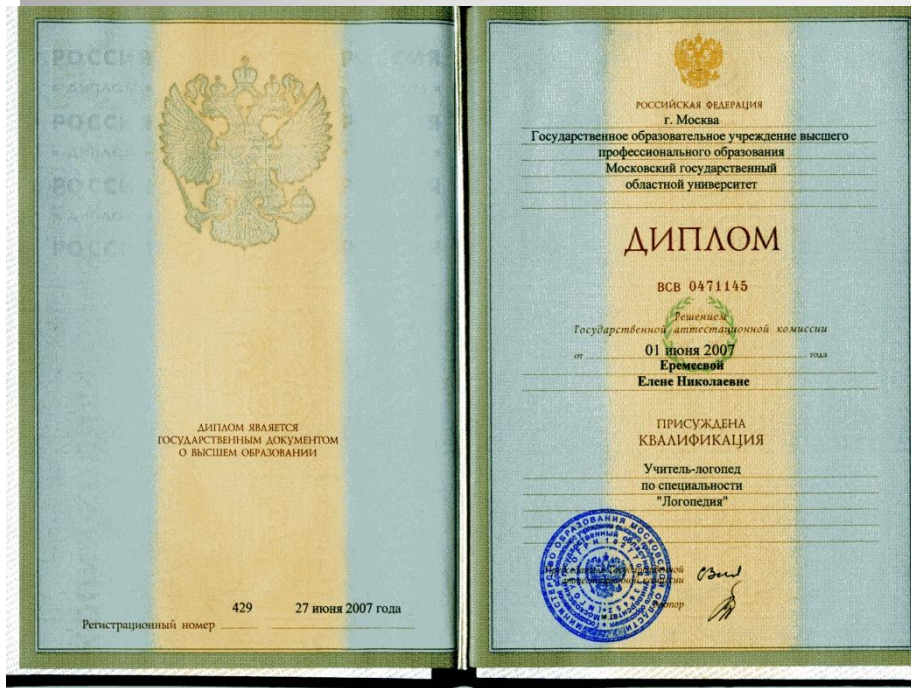 ДИПЛОМ ЯВЛЯЕТСЯ
ГОСУДАРСТВЕННЫМ ДОКУМЕНТОМ
О ВЫСШЕМ ОБРАЗОВАНИИ
429 27 июня 2007 года
Регистрационный номер
РОССИЙСКАЯ ФЕДЕРАЦИЯ
г. Москва
Государственное образовательное учреждение высшего
профессионального образования
Московский государственный
областной университет
ДИПЛОМ
ВСВ 0471145
Решением
Государственной аттестационной комиссии
от 01 июня 2007 года
Еремеевой
Елене Николаевне
ПРИСУЖДЕНА
КВАЛИФИКАЦИЯ
Учитель-логопед
по специальности
"Логопедия"